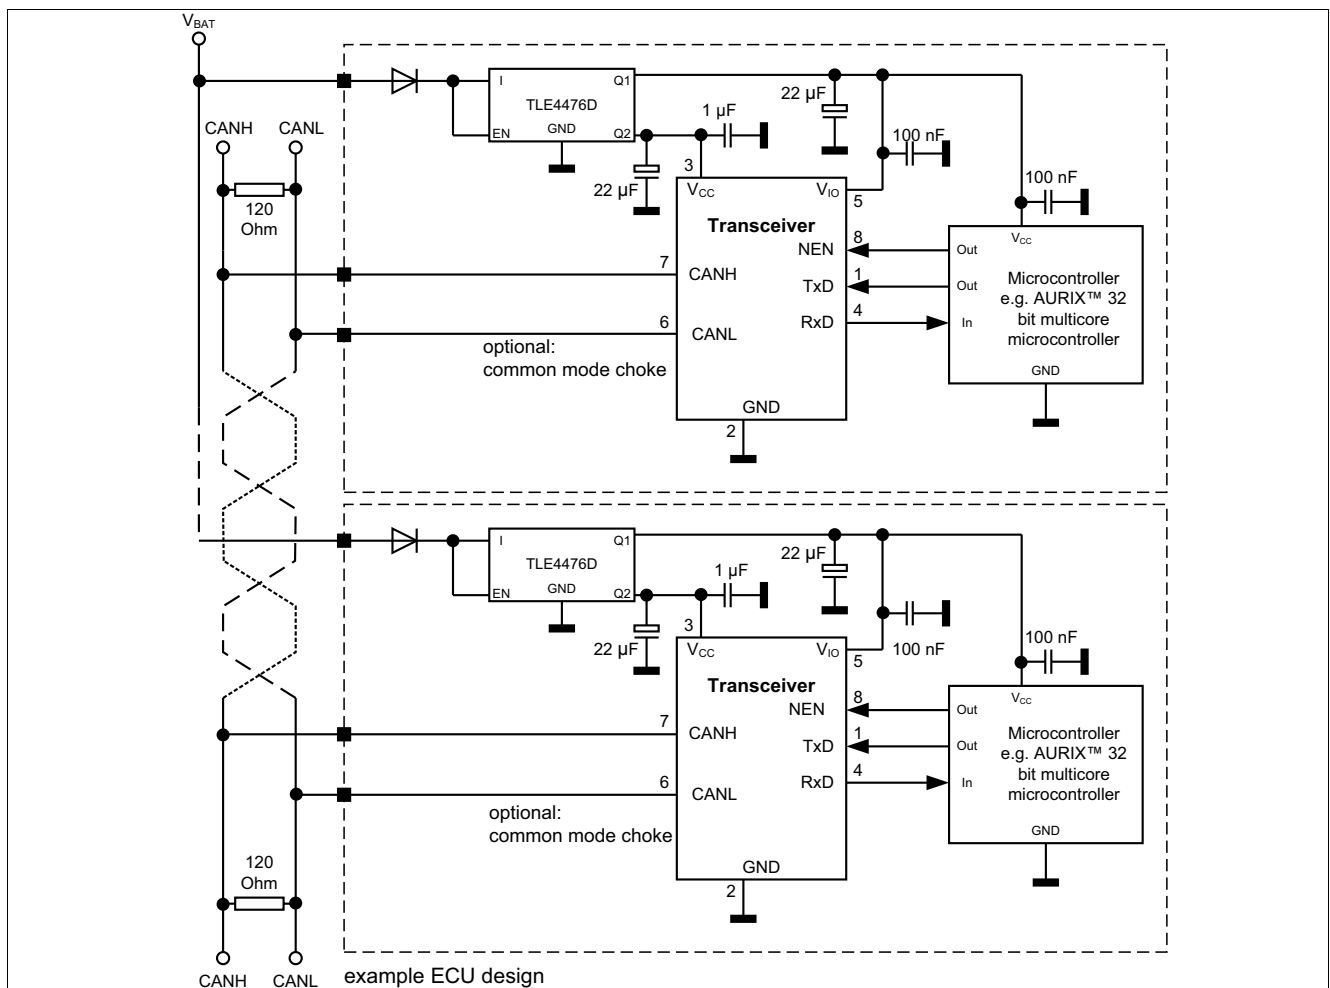 VBAT
CANH CANL
120
Ohm
I
Q1
TLE4476D
EN
GND
Q2
22 µF
1 µF
22 µF
100 nF
100 nF
3
VCC
VIO
5
Transceiver
NEN
8
TxD
1
RxD
4
7
CANH
6
CANL
optional:
common mode choke
GND
2
VCC
Out
Out
In
Microcontroller
e.g. AURIX™ 32
bit multicore
microcontroller
GND
I
Q1
TLE4476D
EN
GND
Q2
22 µF
1 µF
22 µF
100 nF
100 nF
3
VCC
VIO
5
Transceiver
NEN
8
TxD
1
RxD
4
7
CANH
6
CANL
optional:
common mode choke
GND
2
VCC
Out
Out
In
Microcontroller
e.g. AURIX™ 32
bit multicore
microcontroller
GND
120
Ohm
CANH CANL
example ECU design